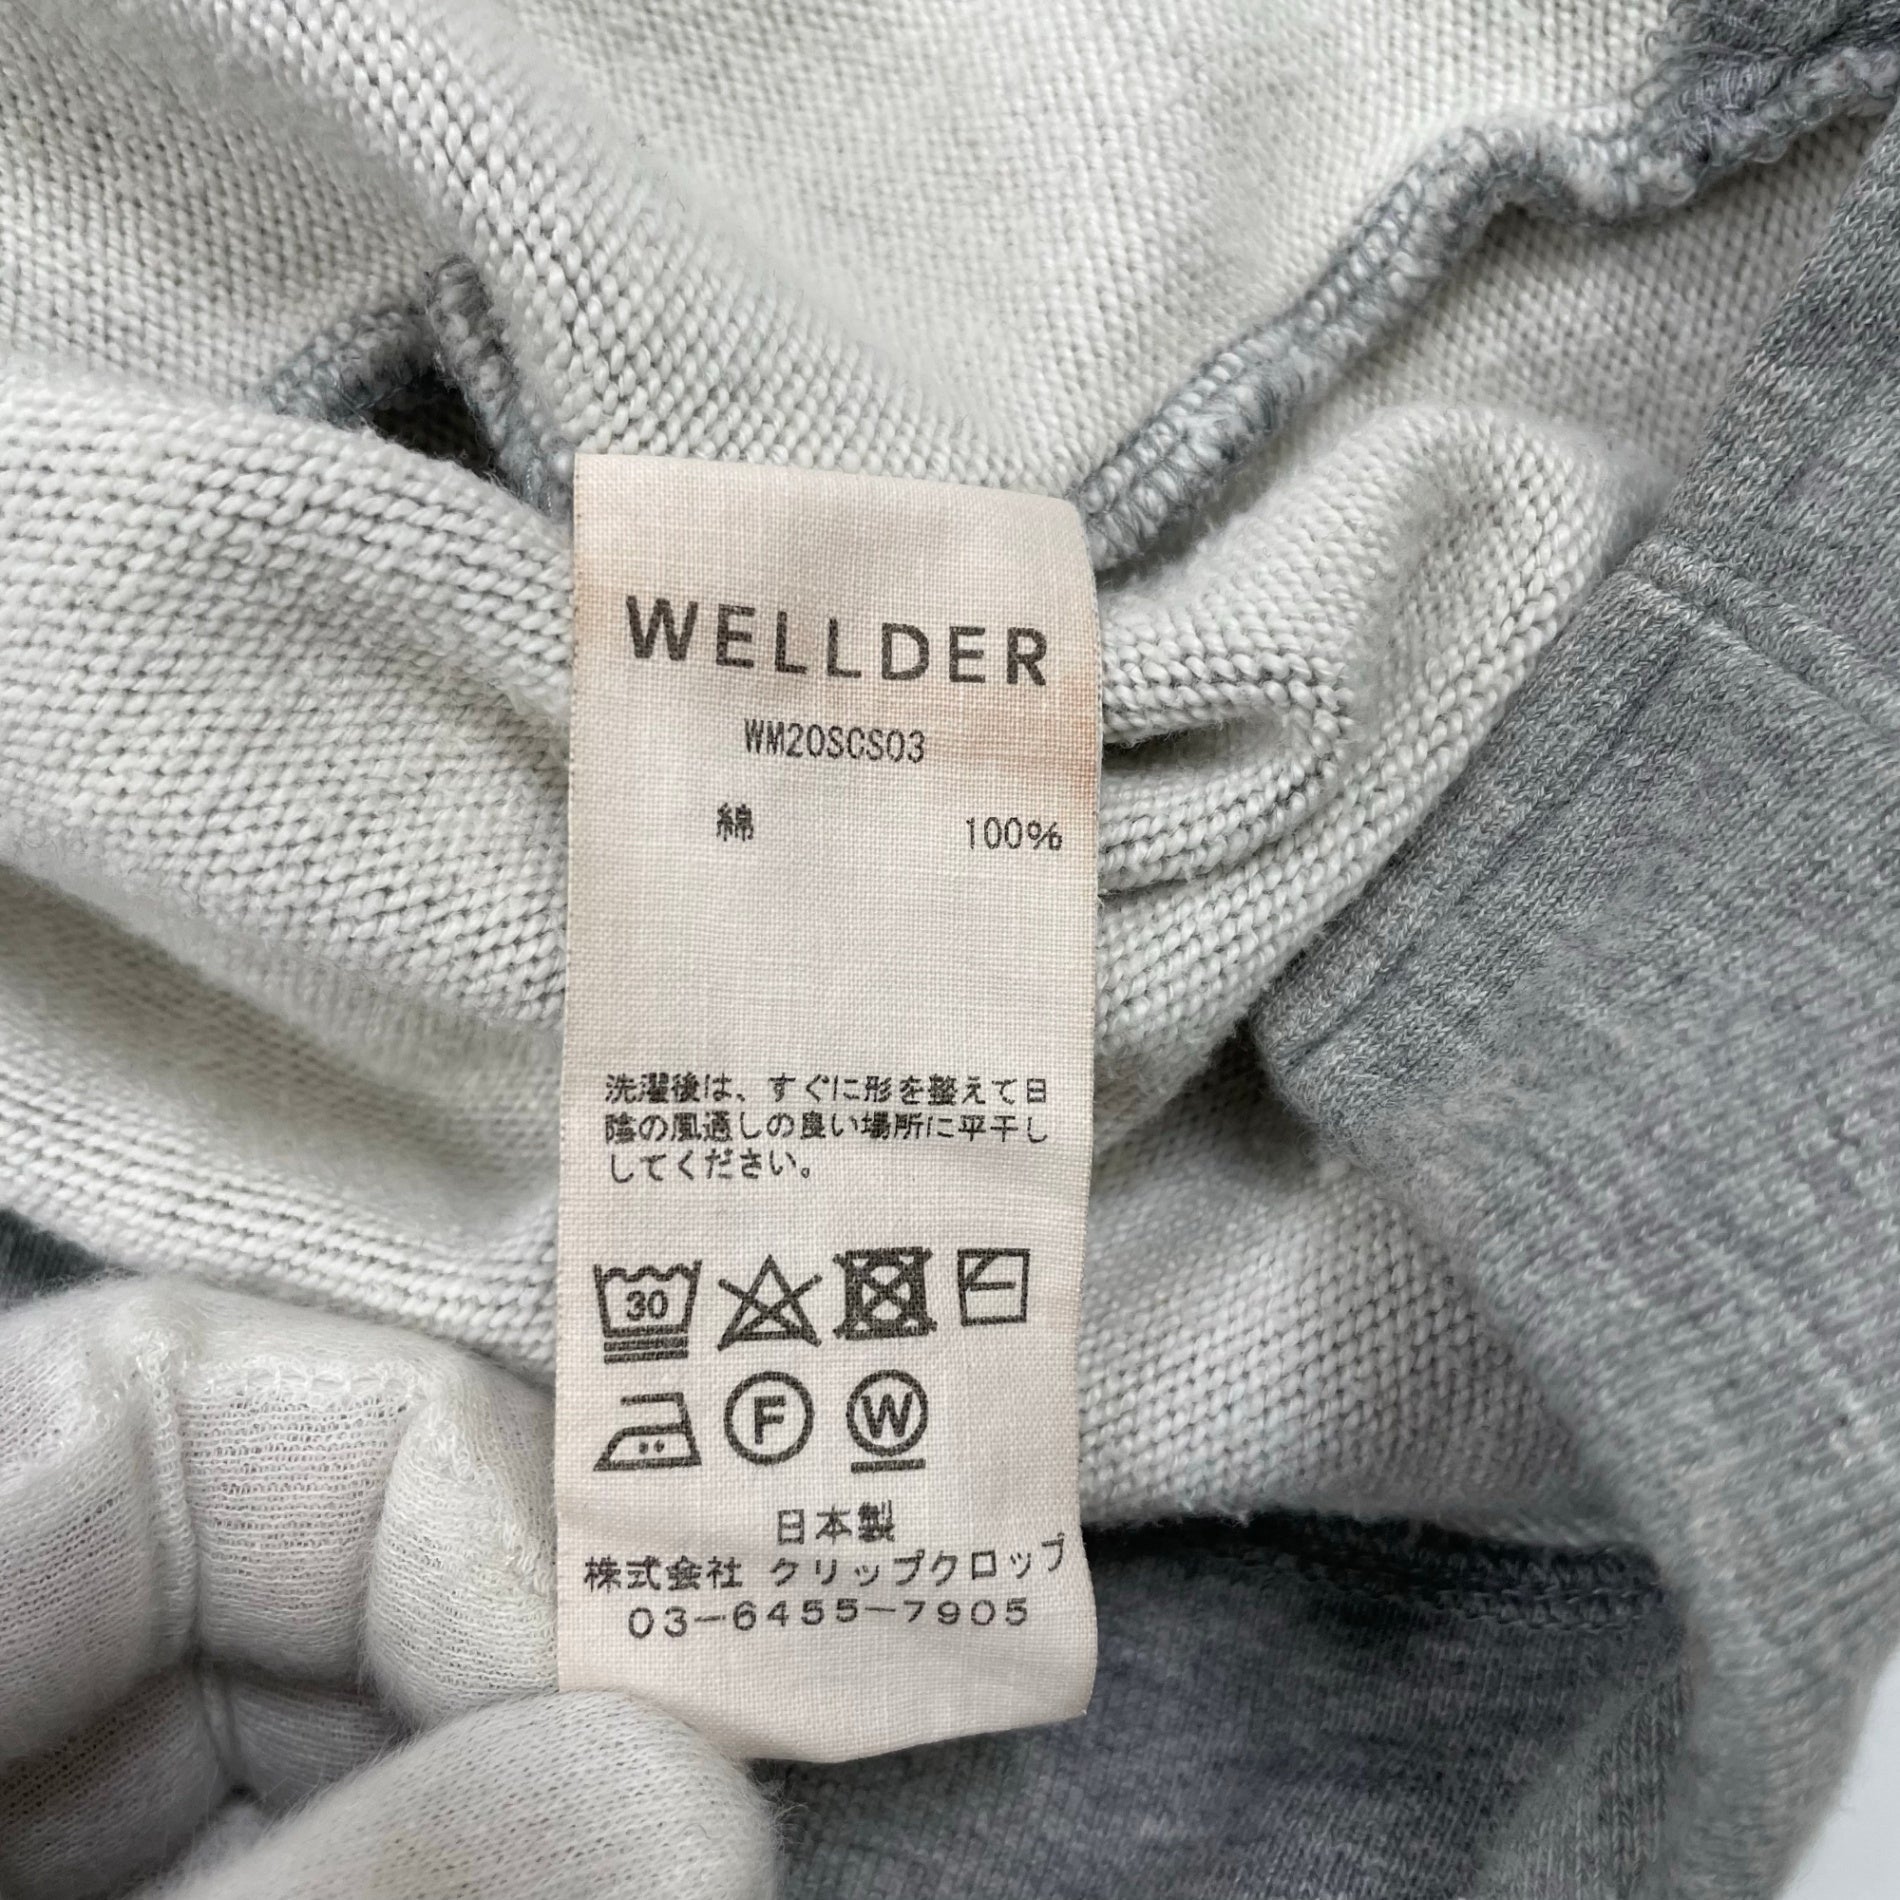 WELLDER
WM20SCS03
綿 100%
洗濯後は、すぐに形を整えて日
陰の風通しの良い場所に平干し
してください。
30
F W
日本製
株式会社 クリップクロップ
03-6455-7905